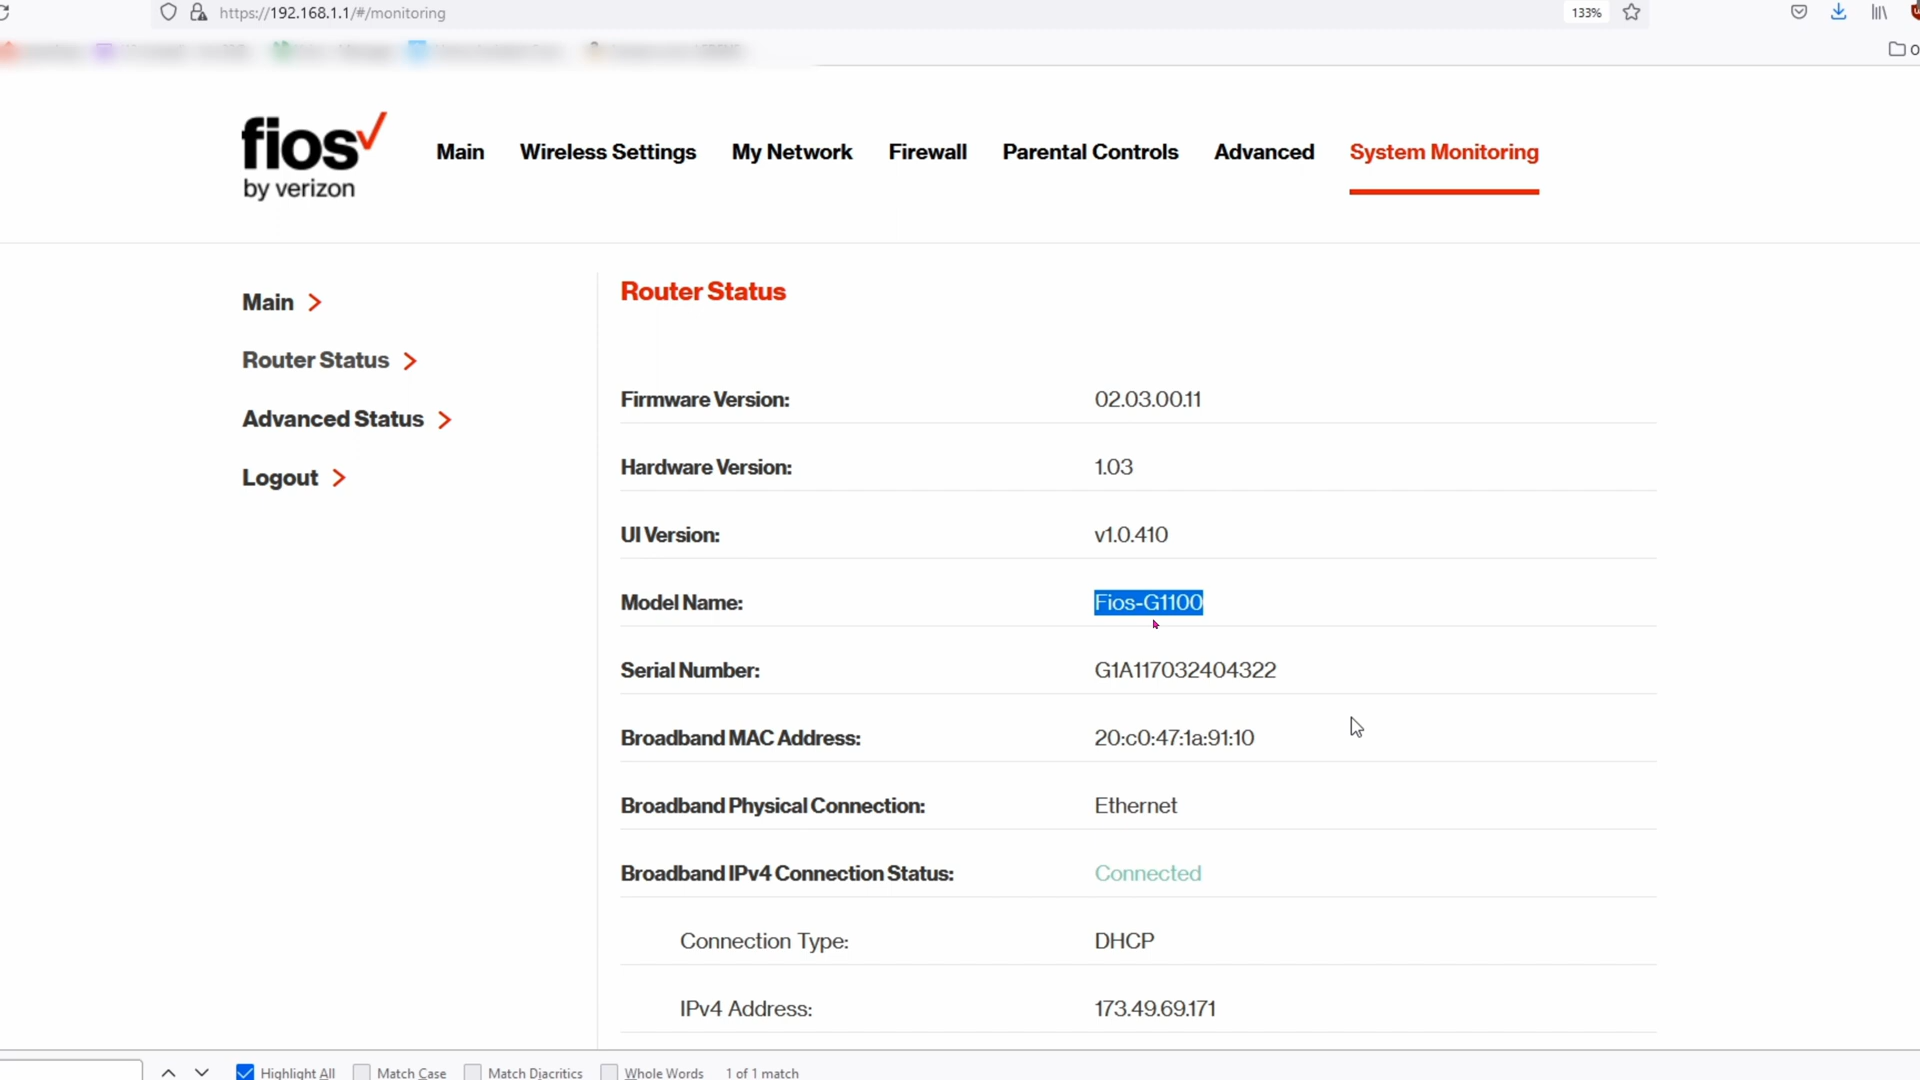 https://192.168.1.1/#/monitoring
133%
fios
by verizon
Main
Wireless Settings
My Network
Firewall
Parental Controls
Advanced
System Monitoring
Main
Router Status
Advanced Status
Logout
Router Status
Firmware Version: 02.03.00.11
Hardware Version: 1.03
UI Version: v1.0.410
Model Name: Fios-G1100
Serial Number: G1A117032404322
Broadband MAC Address: 20:c0:47:1a:91:10
Broadband Physical Connection: Ethernet
Broadband IPv4 Connection Status: Connected
Connection Type: DHCP
IPv4 Address: 173.49.69.171
Highlight All
Match Case
Match Diacritics
Whole Words
1 of 1 match